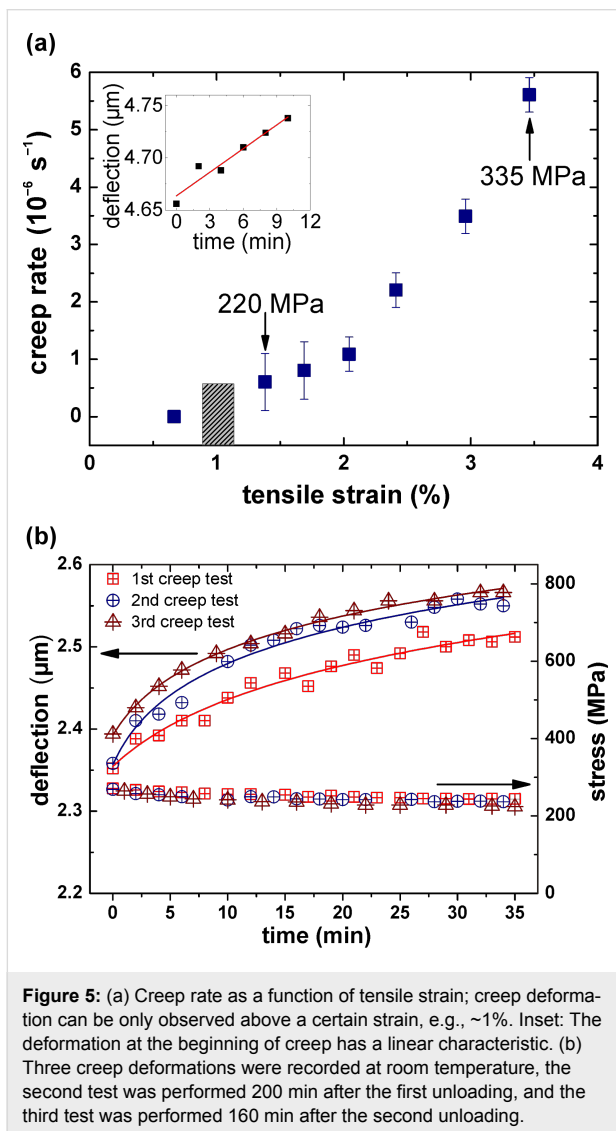 (a)
creep rate (10⁻⁶ s⁻¹)
6
5
4
3
2
1
0
deflection (µm)
4.75
4.70
4.65
0 3 6 9 12
time (min)
220 MPa
335 MPa
0 1 2 3 4
tensile strain (%)
(b)
deflection (µm)
2.6
2.5
2.4
2.3
2.2
1st creep test
2nd creep test
3rd creep test
800
600
400
200
0
stress (MPa)
0 5 10 15 20 25 30 35
time (min)
Figure 5: (a) Creep rate as a function of tensile strain; creep deforma-
tion can be only observed above a certain strain, e.g., ~1%. Inset: The
deformation at the beginning of creep has a linear characteristic. (b)
Three creep deformations were recorded at room temperature, the
second test was performed 200 min after the first unloading, and the
third test was performed 160 min after the second unloading.